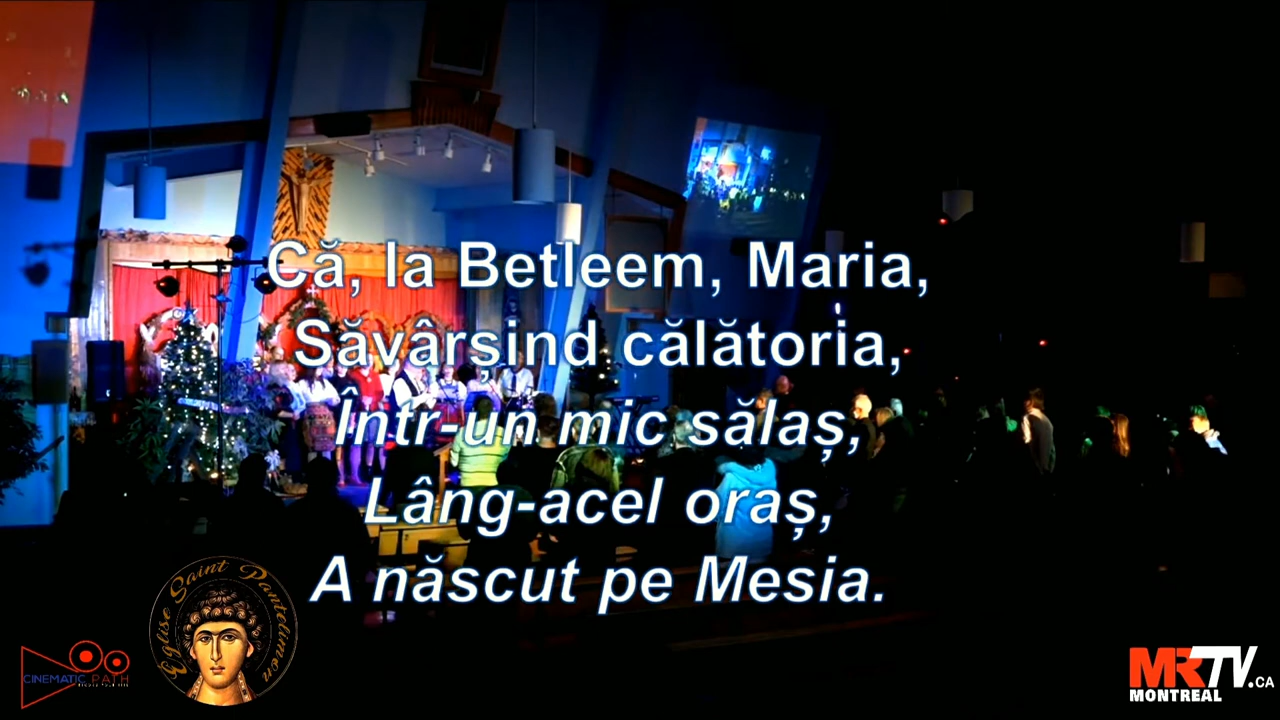 Că, la Betleem, Maria,
Săvârșind călătoria,
Într-un mic sălaș,
Lâng-acel oraș,
A născut pe Mesia.
Eglise Saint Pantelimon
CINEMATIC PATH
MRTV.CA
MONTREAL